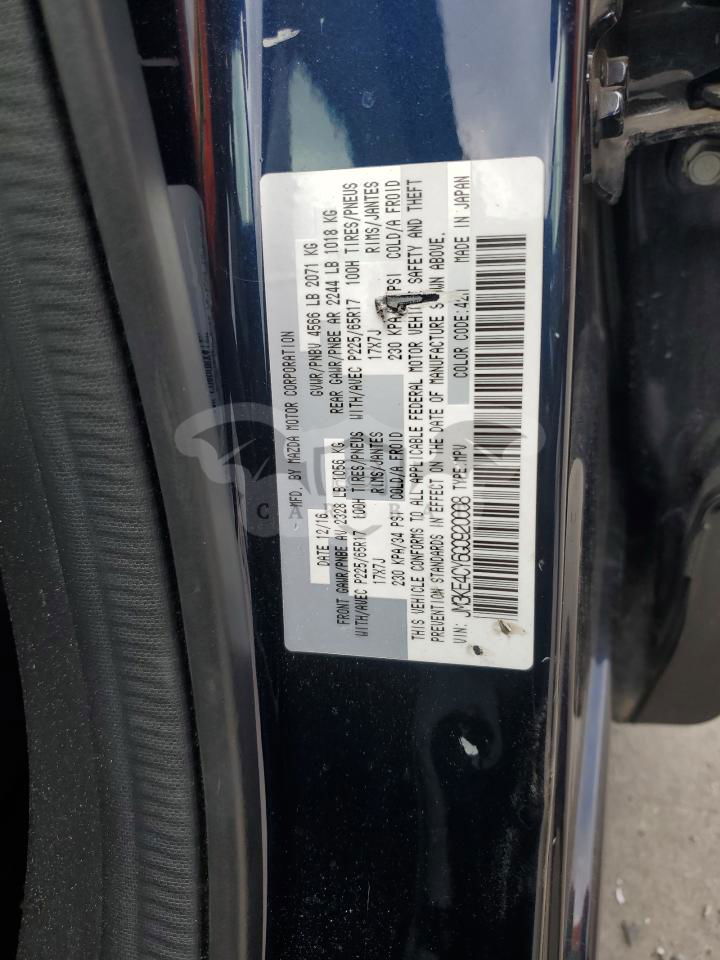 MFD. BY MAZDA MOTOR CORPORATION
DATE 12/16 GVWR/PNBV 4566 LB 2071 KG
FRONT GAWR/PNBE AV 2328 LB 1056 KG REAR GAWR/PNBE AR 2244 LB 1018 KG
WITH/AVEC P225/65R17 100H TIRES/PNEUS WITH/AVEC P225/65R17 100H TIRES/PNEUS
17X7J RIMS/JANTES 17X7J RIMS/JANTES
230 KPA/34 PSI COLD/A FROID 230 KPA/ PSI COLD/A FROID
THIS VEHICLE CONFORMS TO ALL APPLICABLE FEDERAL MOTOR VEHICLE SAFETY AND THEFT
PREVENTION STANDARDS IN EFFECT ON THE DATE OF MANUFACTURE SHOWN ABOVE.
VIN: JM3KE4CY6G0920008 TYPE:MPV COLOR CODE: MADE IN JAPAN